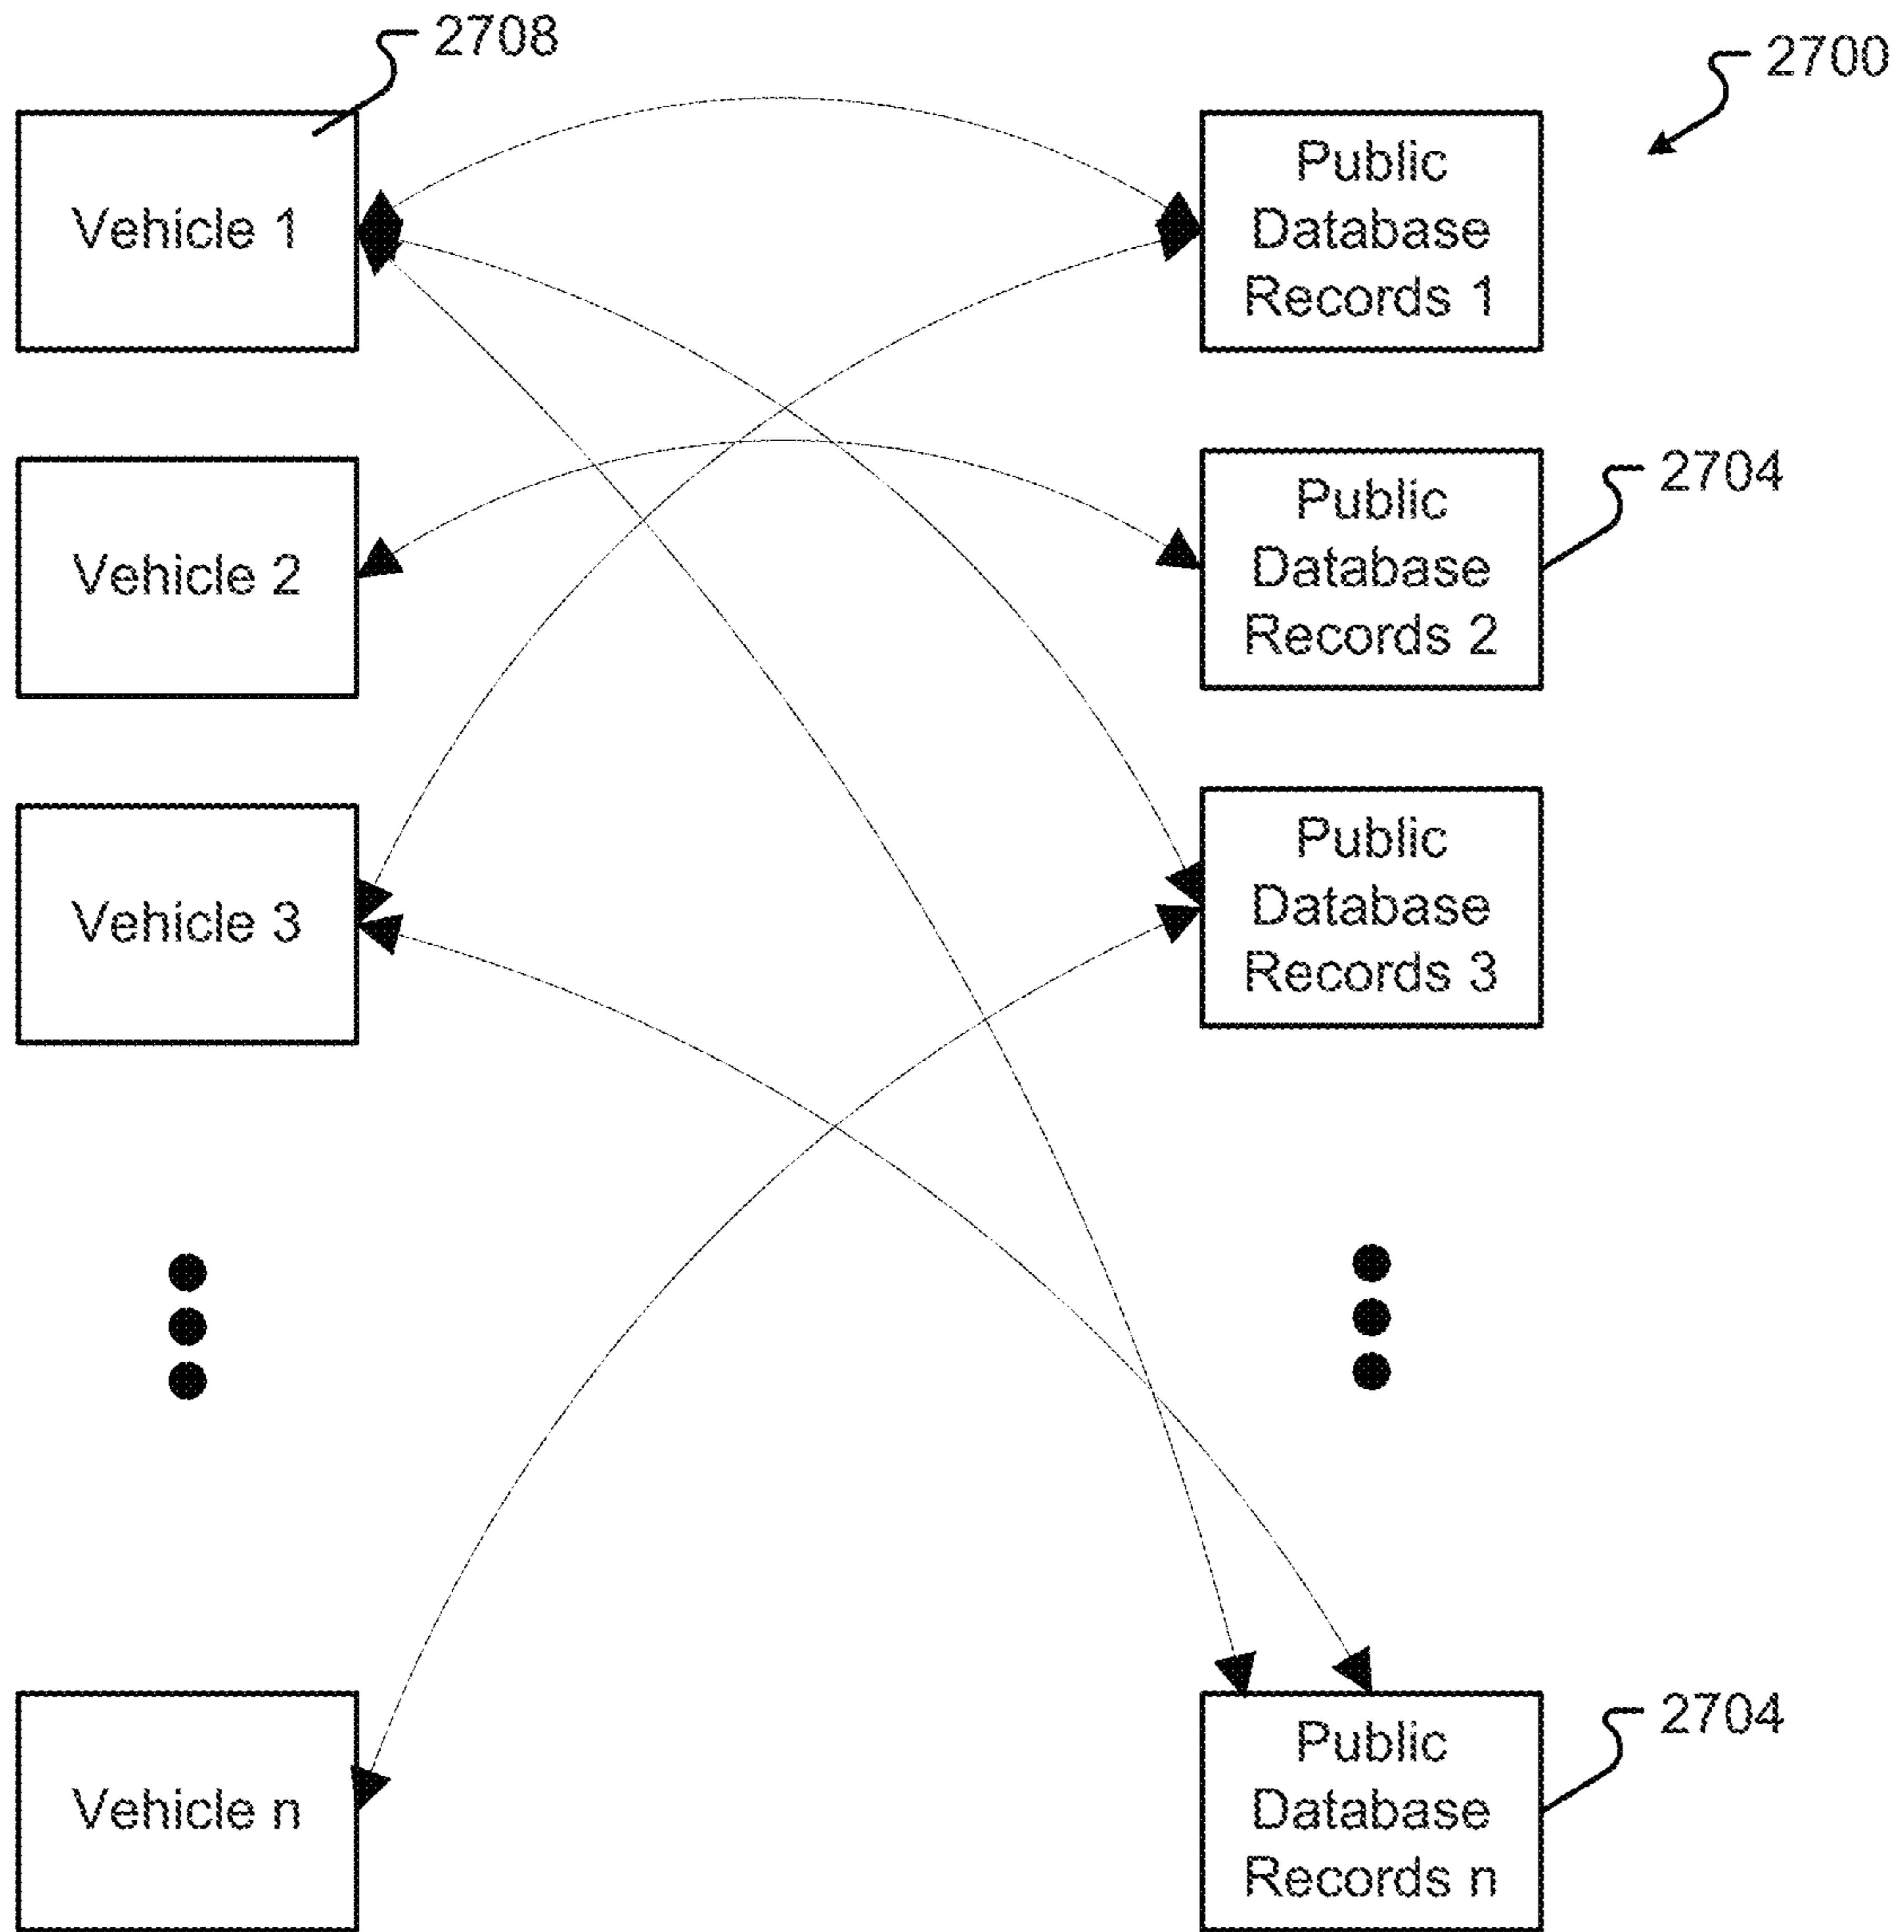 2708
2700
Vehicle 1
Public
Database
Records 1
Vehicle 2
Public
Database
Records 2
2704
Vehicle 3
Public
Database
Records 3
Vehicle n
Public
Database
Records n
2704